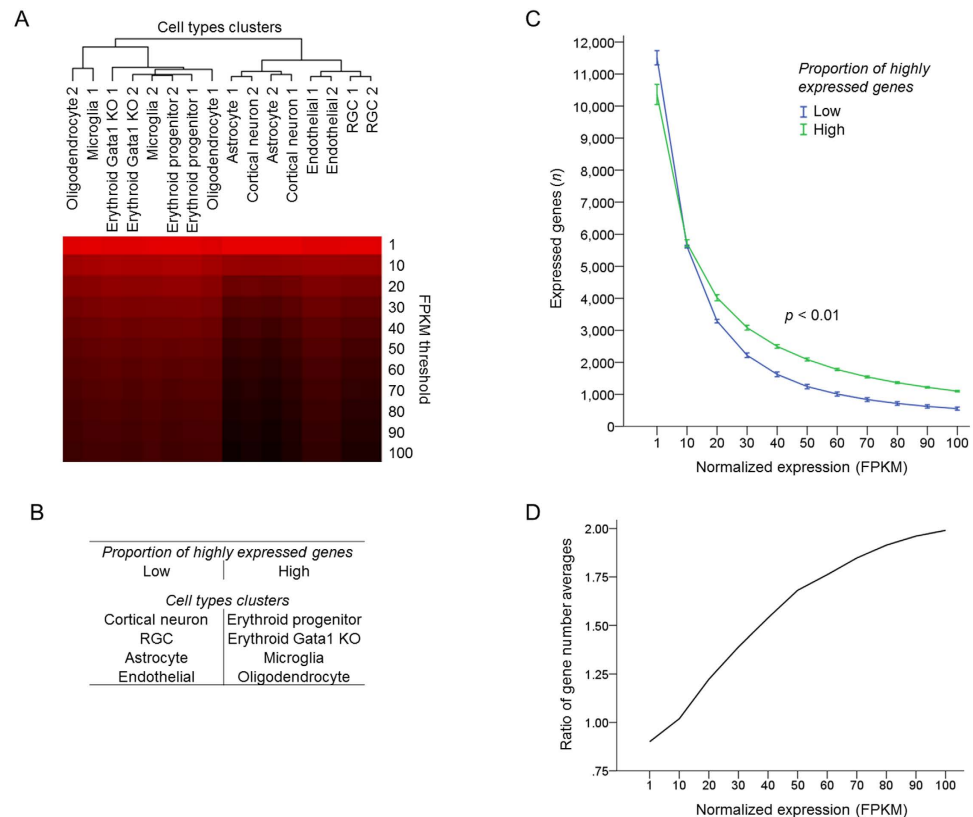 A
Cell types clusters
Oligodendrocyte 2
Microglia 1
Erythroid Gata1 KO 1
Erythroid Gata1 KO 2
Microglia 2
Erythroid progenitor 2
Erythroid progenitor 1
Oligodendrocyte 1
Astrocyte 1
Cortical neuron 2
Astrocyte 2
Cortical neuron 1
Endothelial 1
Endothelial 2
RGC 1
RGC 2
1
10
20
30
40
50
60
70
80
90
100
FPKM threshold
B
Proportion of highly expressed genes
Low High
Cell types clusters
Cortical neuron Erythroid progenitor
RGC Erythroid Gata1 KO
Astrocyte Microglia
Endothelial Oligodendrocyte
C
Expressed genes (n)
12,000
11,000
10,000
9,000
8,000
7,000
6,000
5,000
4,000
3,000
2,000
1,000
0
Proportion of highly
expressed genes
Low
High
p < 0.01
1 10 20 30 40 50 60 70 80 90 100
Normalized expression (FPKM)
D
Ratio of gene number averages
2.00
1.75
1.50
1.25
1.00
.75
1 10 20 30 40 50 60 70 80 90 100
Normalized expression (FPKM)